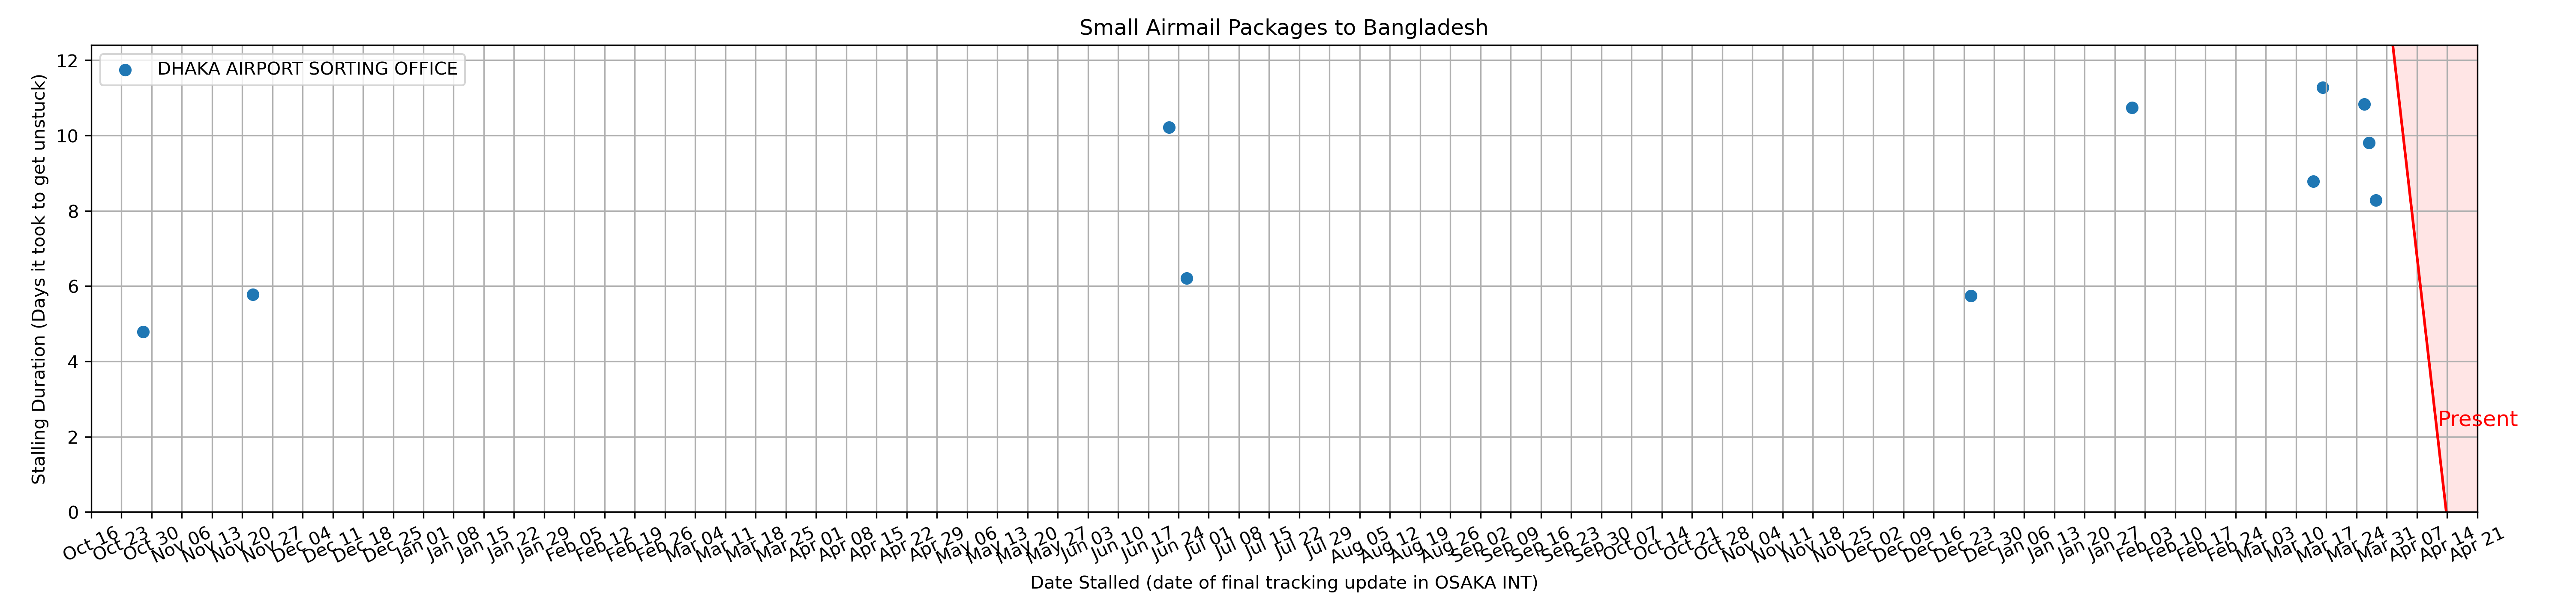 Small Airmail Packages to Bangladesh
DHAKA AIRPORT SORTING OFFICE
Stalling Duration (Days it took to get unstuck)
12
10
8
6
4
2
0
Present
Oct 16 Oct 23 Oct 30 Nov 06 Nov 13 Nov 20 Nov 27 Dec 04 Dec 11 Dec 18 Dec 25 Jan 01 Jan 08 Jan 15 Jan 22 Jan 29 Feb 05 Feb 12 Feb 19 Feb 26 Mar 04 Mar 11 Mar 18 Mar 25 Apr 01 Apr 08 Apr 15 Apr 22 Apr 29 May 06 May 13 May 20 May 27 Jun 03 Jun 10 Jun 17 Jun 24 Jul 01 Jul 08 Jul 15 Jul 22 Jul 29 Aug 05 Aug 12 Aug 19 Aug 26 Sep 02 Sep 09 Sep 16 Sep 23 Sep 30 Oct 07 Oct 14 Oct 21 Oct 28 Nov 04 Nov 11 Nov 18 Nov 25 Dec 02 Dec 09 Dec 16 Dec 23 Dec 30 Jan 06 Jan 13 Jan 20 Jan 27 Feb 03 Feb 10 Feb 17 Feb 24 Mar 03 Mar 10 Mar 17 Mar 24 Mar 31 Apr 07 Apr 14 Apr 21
Date Stalled (date of final tracking update in OSAKA INT)